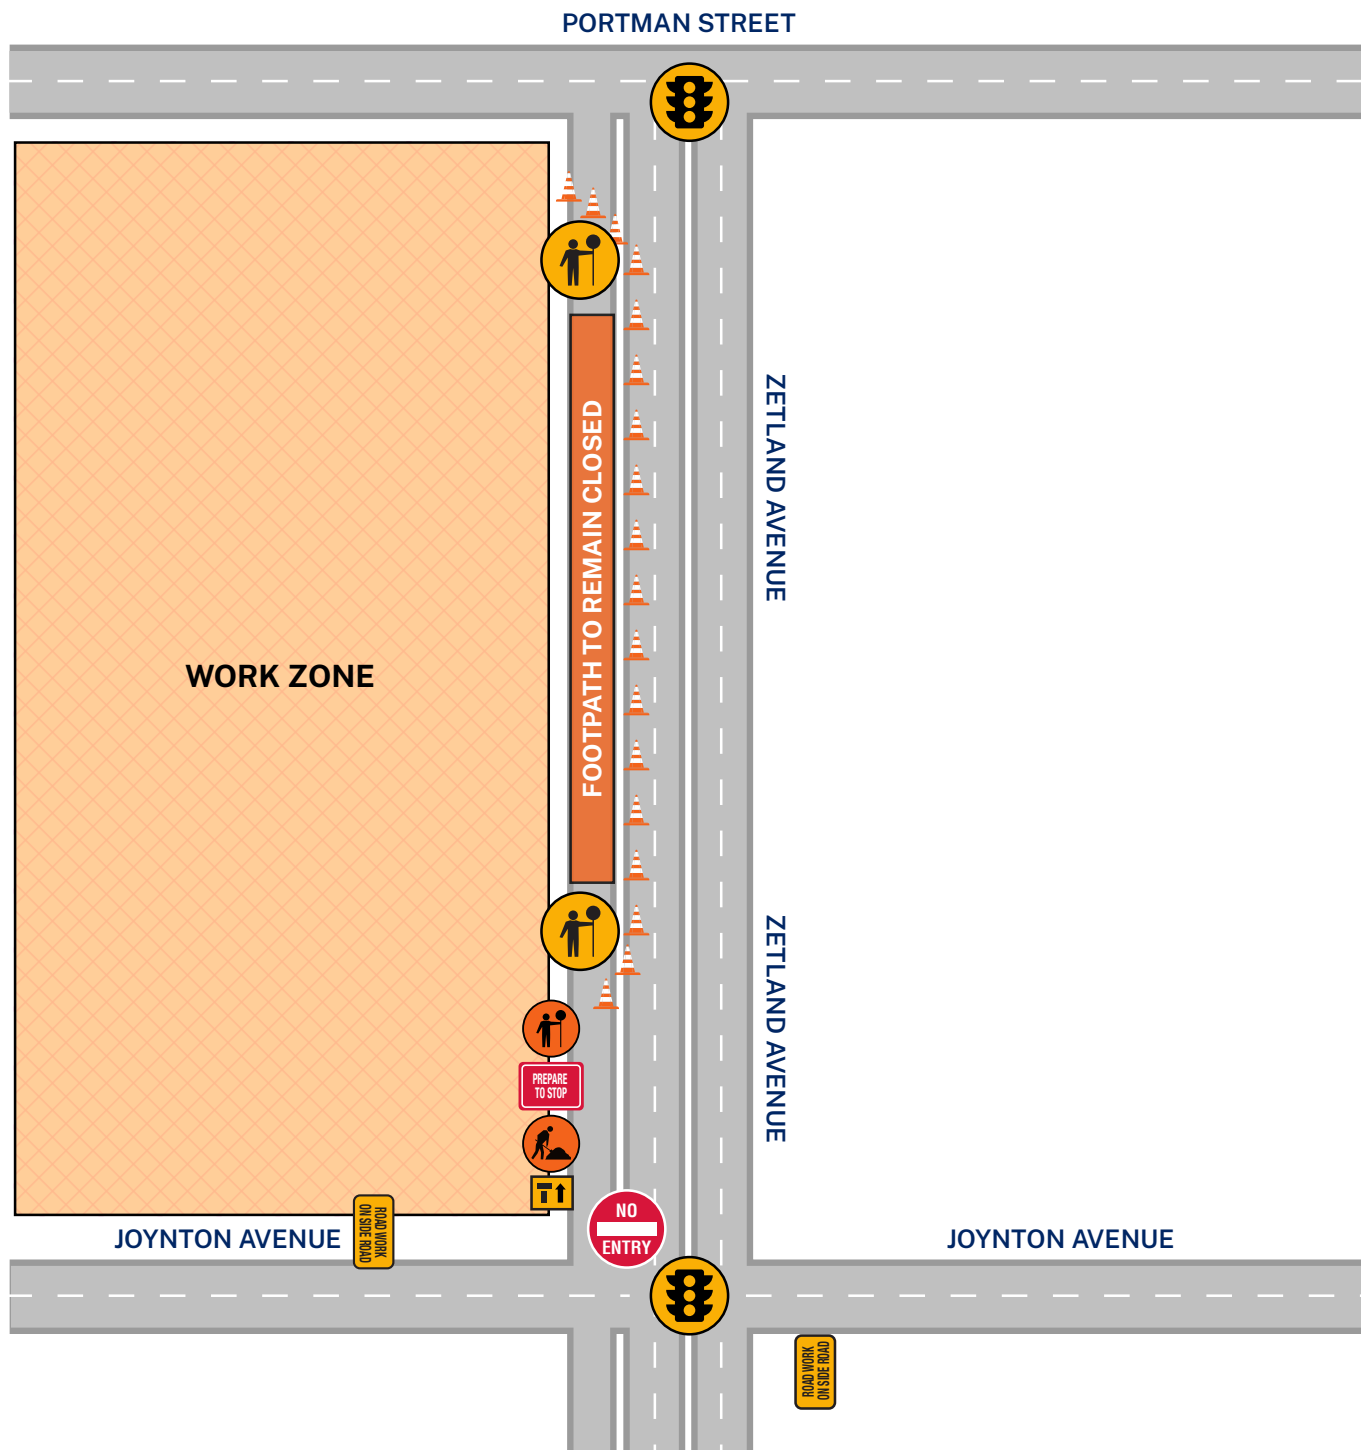 PORTMAN STREET
ZETLAND AVENUE
FOOTPATH TO REMAIN CLOSED
WORK ZONE
ZETLAND AVENUE
PREPARE
TO STOP
NO
ENTRY
JOYNTON AVENUE
ROAD WORK
ON SIDE ROAD
JOYNTON AVENUE
ROAD WORK
ON SIDE ROAD